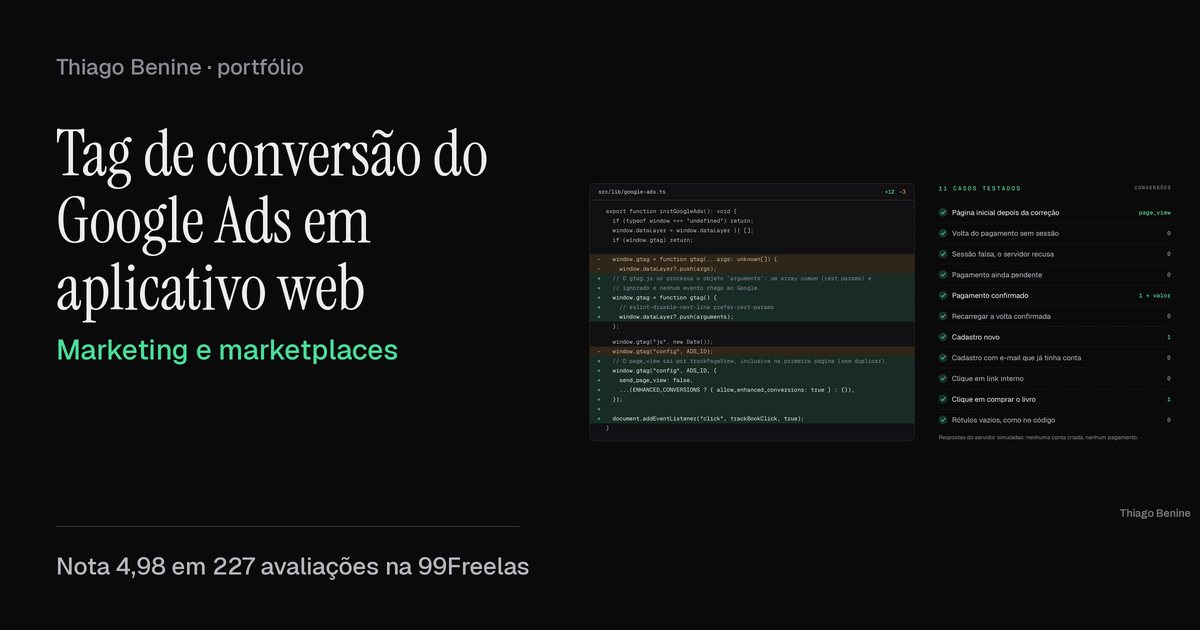 Thiago Benine · portfólio
Tag de conversão do
Google Ads em
aplicativo web
Marketing e marketplaces
Nota 4,98 em 227 avaliações na 99Freelas
src/lib/google-ads.ts
+12 -3
export function initGoogleAds(): void {
if (typeof window === "undefined") return;
window.dataLayer = window.dataLayer || [];
if (window.gtag) return;
- window.gtag = function gtag(...args: unknown[]) {
- window.dataLayer?.push(args);
+ // O gtag.js só processa o objeto `arguments`: um array comum (rest params) é
+ // ignorado e nenhum evento chega ao Google.
+ window.gtag = function gtag() {
+ // eslint-disable-next-line prefer-rest-params
+ window.dataLayer?.push(arguments);
};
window.gtag("js", new Date());
- window.gtag("config", ADS_ID);
+ // O page_view sai por trackPageView, inclusive na primeira página (sem duplicar).
+ window.gtag("config", ADS_ID, {
+ send_page_view: false,
+ ...(ENHANCED_CONVERSIONS ? { allow_enhanced_conversions: true } : {}),
+ });
+
+ document.addEventListener("click", trackBookClick, true);
}
11 CASOS TESTADOS CONVERSÕES
Página inicial depois da correção page_view
Volta do pagamento sem sessão 0
Sessão falsa, o servidor recusa 0
Pagamento ainda pendente 0
Pagamento confirmado 1 + valor
Recarregar a volta confirmada 0
Cadastro novo 1
Cadastro com e-mail que já tinha conta 0
Clique em link interno 0
Clique em comprar o livro 1
Rótulos vazios, como no código 0
Respostas do servidor simuladas: nenhuma conta criada, nenhum pagamento.
Thiago Benine